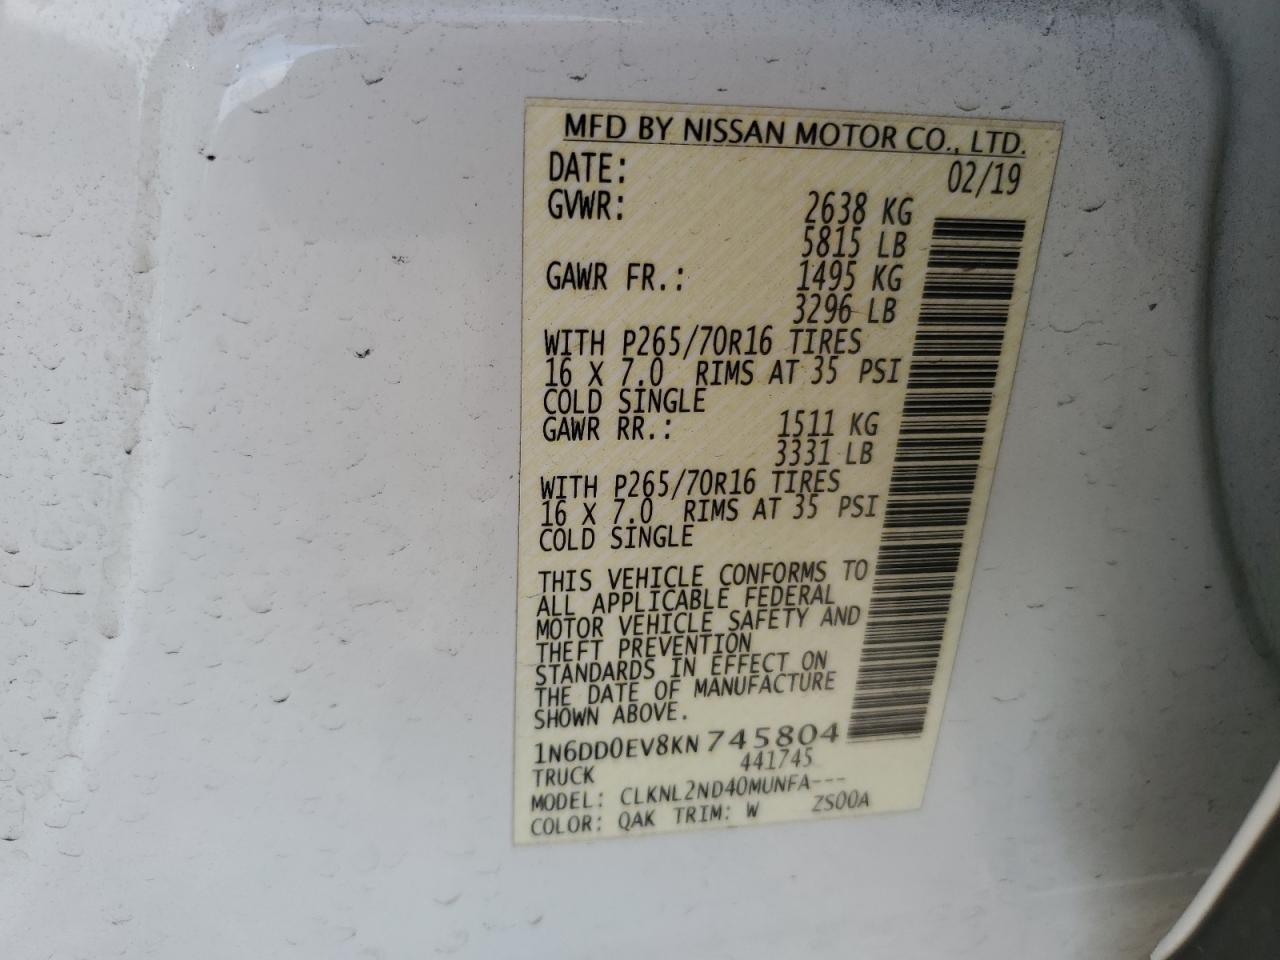 MFD BY NISSAN MOTOR CO., LTD.
DATE: 02/19
GVWR: 2638 KG
5815 LB
GAWR FR.: 1495 KG
3296 LB
WITH P265/70R16 TIRES
16 X 7.0 RIMS AT 35 PSI
COLD SINGLE
GAWR RR.: 1511 KG
3331 LB
WITH P265/70R16 TIRES
16 X 7.0 RIMS AT 35 PSI
COLD SINGLE
THIS VEHICLE CONFORMS TO
ALL APPLICABLE FEDERAL
MOTOR VEHICLE SAFETY AND
THEFT PREVENTION
STANDARDS IN EFFECT ON
THE DATE OF MANUFACTURE
SHOWN ABOVE.
1N6DD0EV8KN745804
TRUCK 441745
MODEL: CLKNL2ND40MUNFA---
COLOR: QAK TRIM: W ZS00A